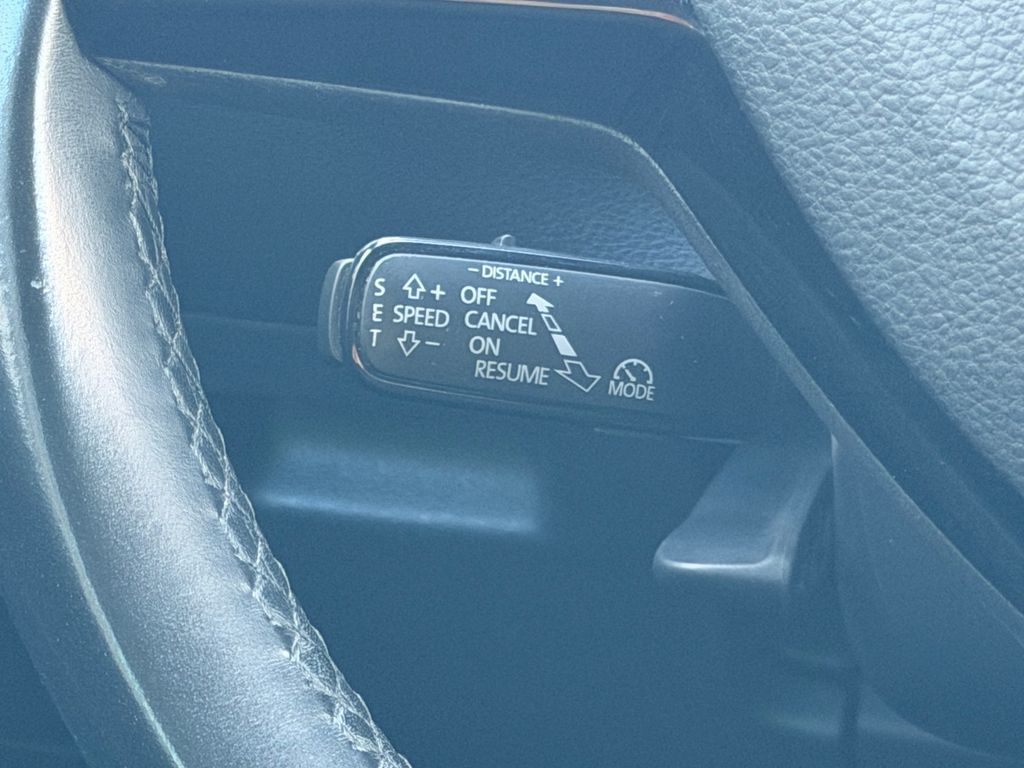 – DISTANCE +
S + OFF
E SPEED CANCEL
T – ON
RESUME
MODE